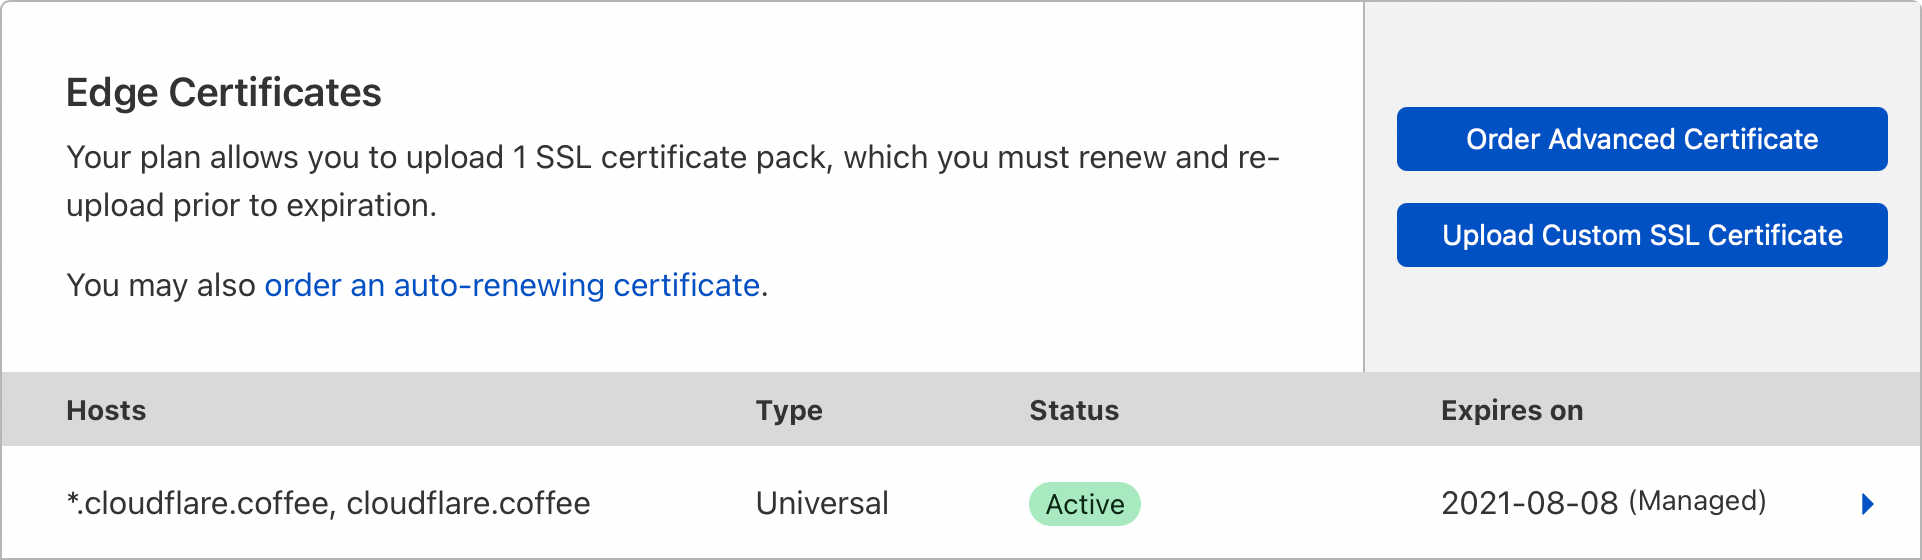 Edge Certificates
Your plan allows you to upload 1 SSL certificate pack, which you must renew and re-
upload prior to expiration.
You may also order an auto-renewing certificate.
Order Advanced Certificate
Upload Custom SSL Certificate
Hosts Type Status Expires on
*.cloudflare.coffee, cloudflare.coffee Universal Active 2021-08-08 (Managed)